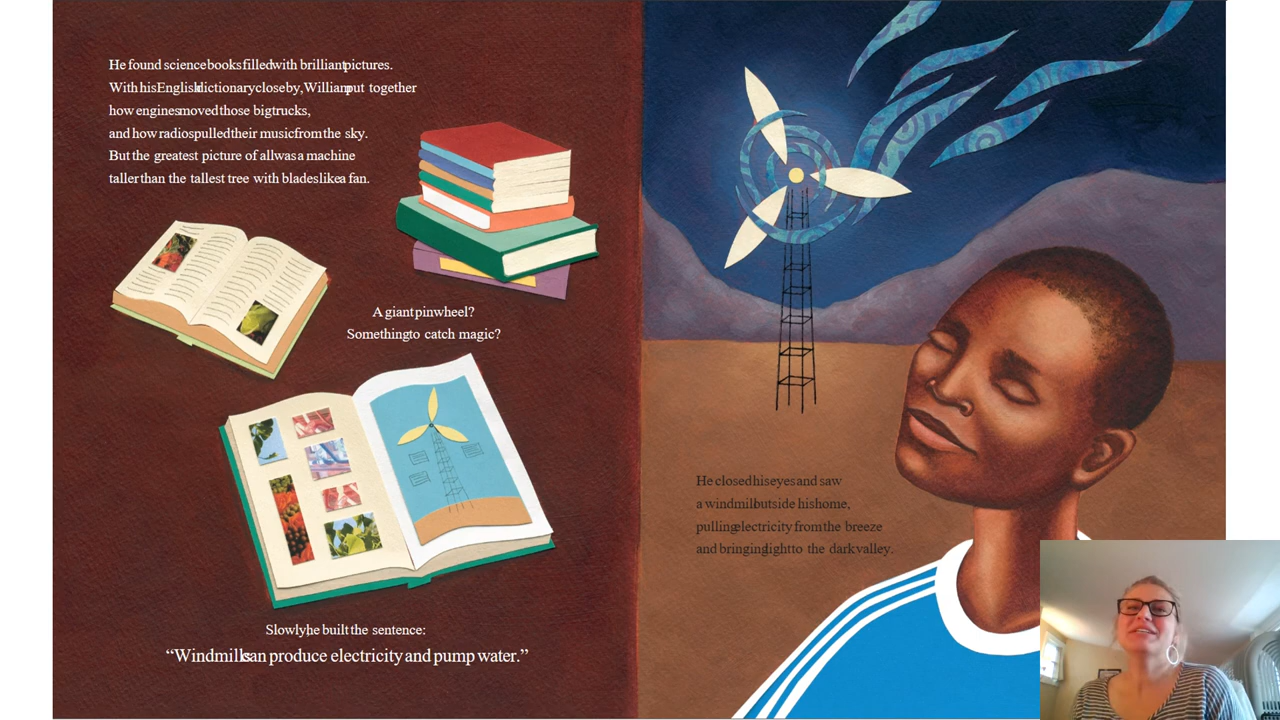 He found science books filled with brilliant pictures.
With his English dictionary close by, William put together
how engines moved those big trucks,
and how radios pulled their music from the sky.
But the greatest picture of all was a machine
taller than the tallest tree with blades like a fan.
A giant pinwheel?
Something to catch magic?
Slowly he built the sentence:
“Windmills can produce electricity and pump water.”
He closed his eyes and saw
a windmill outside his home,
pulling electricity from the breeze
and bringing light to the dark valley.